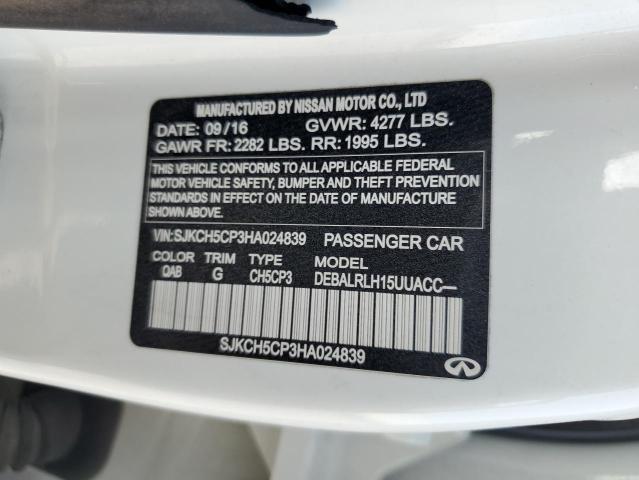 MANUFACTURED BY NISSAN MOTOR CO., LTD
DATE: 09/16 GVWR: 4277 LBS.
GAWR FR: 2282 LBS. RR: 1995 LBS.
THIS VEHICLE CONFORMS TO ALL APPLICABLE FEDERAL
MOTOR VEHICLE SAFETY, BUMPER AND THEFT PREVENTION
STANDARDS IN EFFECT ON THE DATE OF MANUFACTURE
SHOWN ABOVE
VIN:SJKCH5CP3HA024839 PASSENGER CAR
COLOR TRIM TYPE MODEL
QAB G CH5CP3 DEBALRLH15UUACC—
SJKCH5CP3HA024839